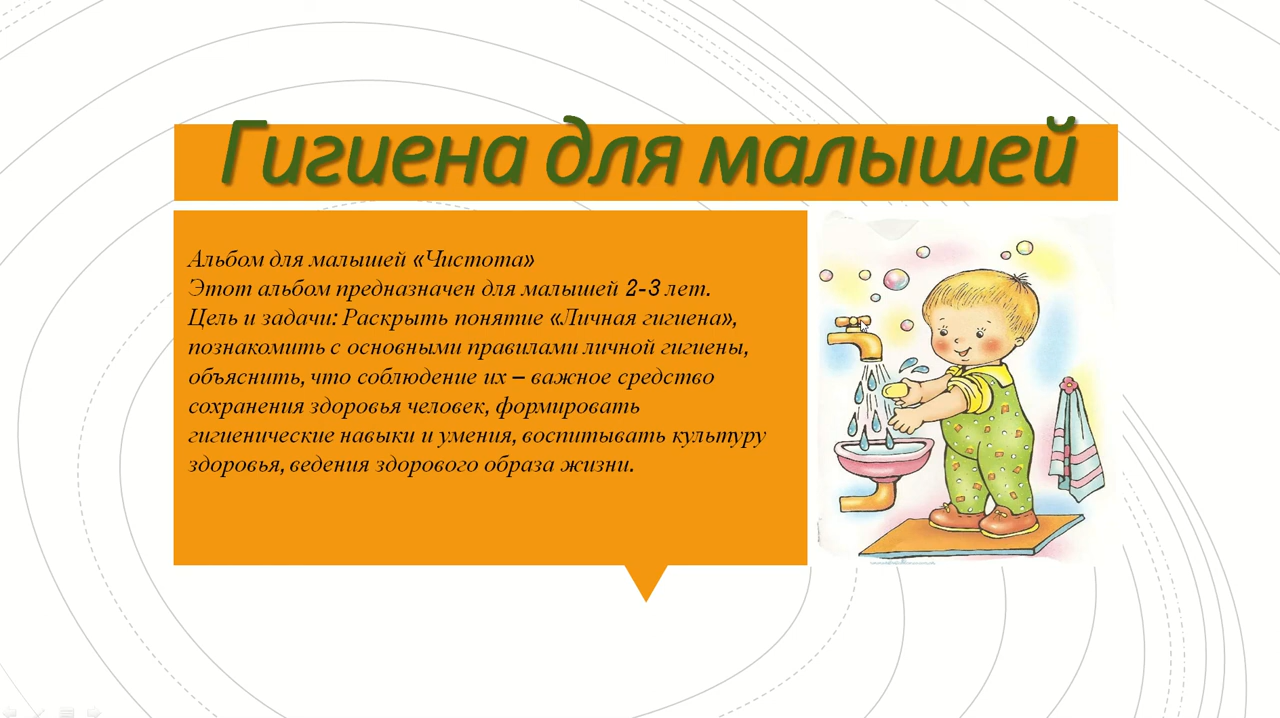 Гигиена для малышей
Альбом для малышей «Чистота»
Этот альбом предназначен для малышей 2-3 лет.
Цель и задачи: Раскрыть понятие «Личная гигиена»,
познакомить с основными правилами личной гигиены,
объяснить, что соблюдение их – важное средство
сохранения здоровья человек, формировать
гигиенические навыки и умения, воспитывать культуру
здоровья, ведения здорового образа жизни.